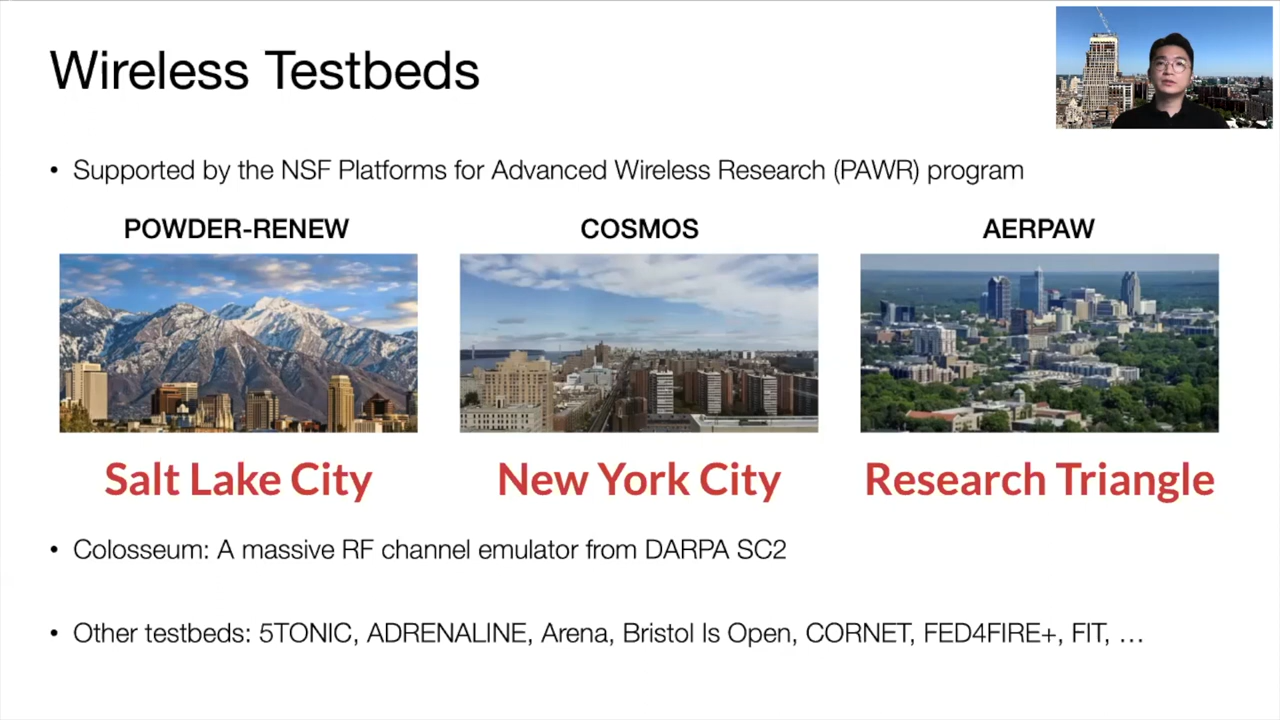 Wireless Testbeds
• Supported by the NSF Platforms for Advanced Wireless Research (PAWR) program
POWDER-RENEW
COSMOS
AERPAW
Salt Lake City
New York City
Research Triangle
• Colosseum: A massive RF channel emulator from DARPA SC2
• Other testbeds: 5TONIC, ADRENALINE, Arena, Bristol Is Open, CORNET, FED4FIRE+, FIT, …